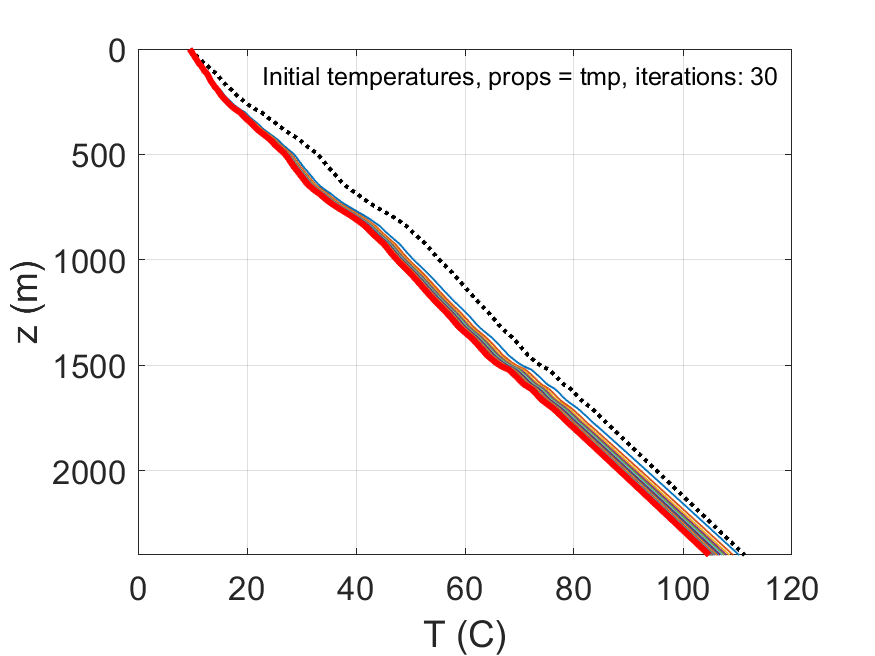 Initial temperatures, props = tmp, iterations: 30
0
500
1000
1500
2000
z (m)
0 20 40 60 80 100 120
T (C)